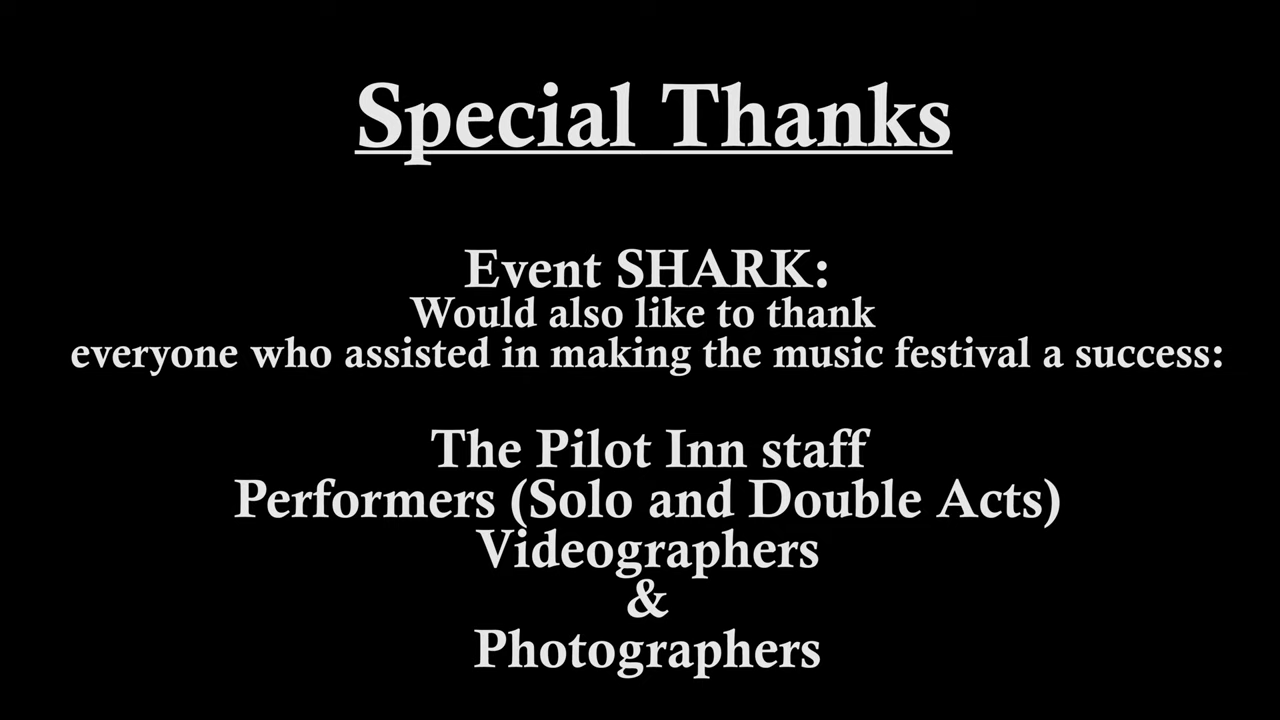 Special Thanks
Event SHARK:
Would also like to thank
everyone who assisted in making the music festival a success:
The Pilot Inn staff
Performers (Solo and Double Acts)
Videographers
&
Photographers